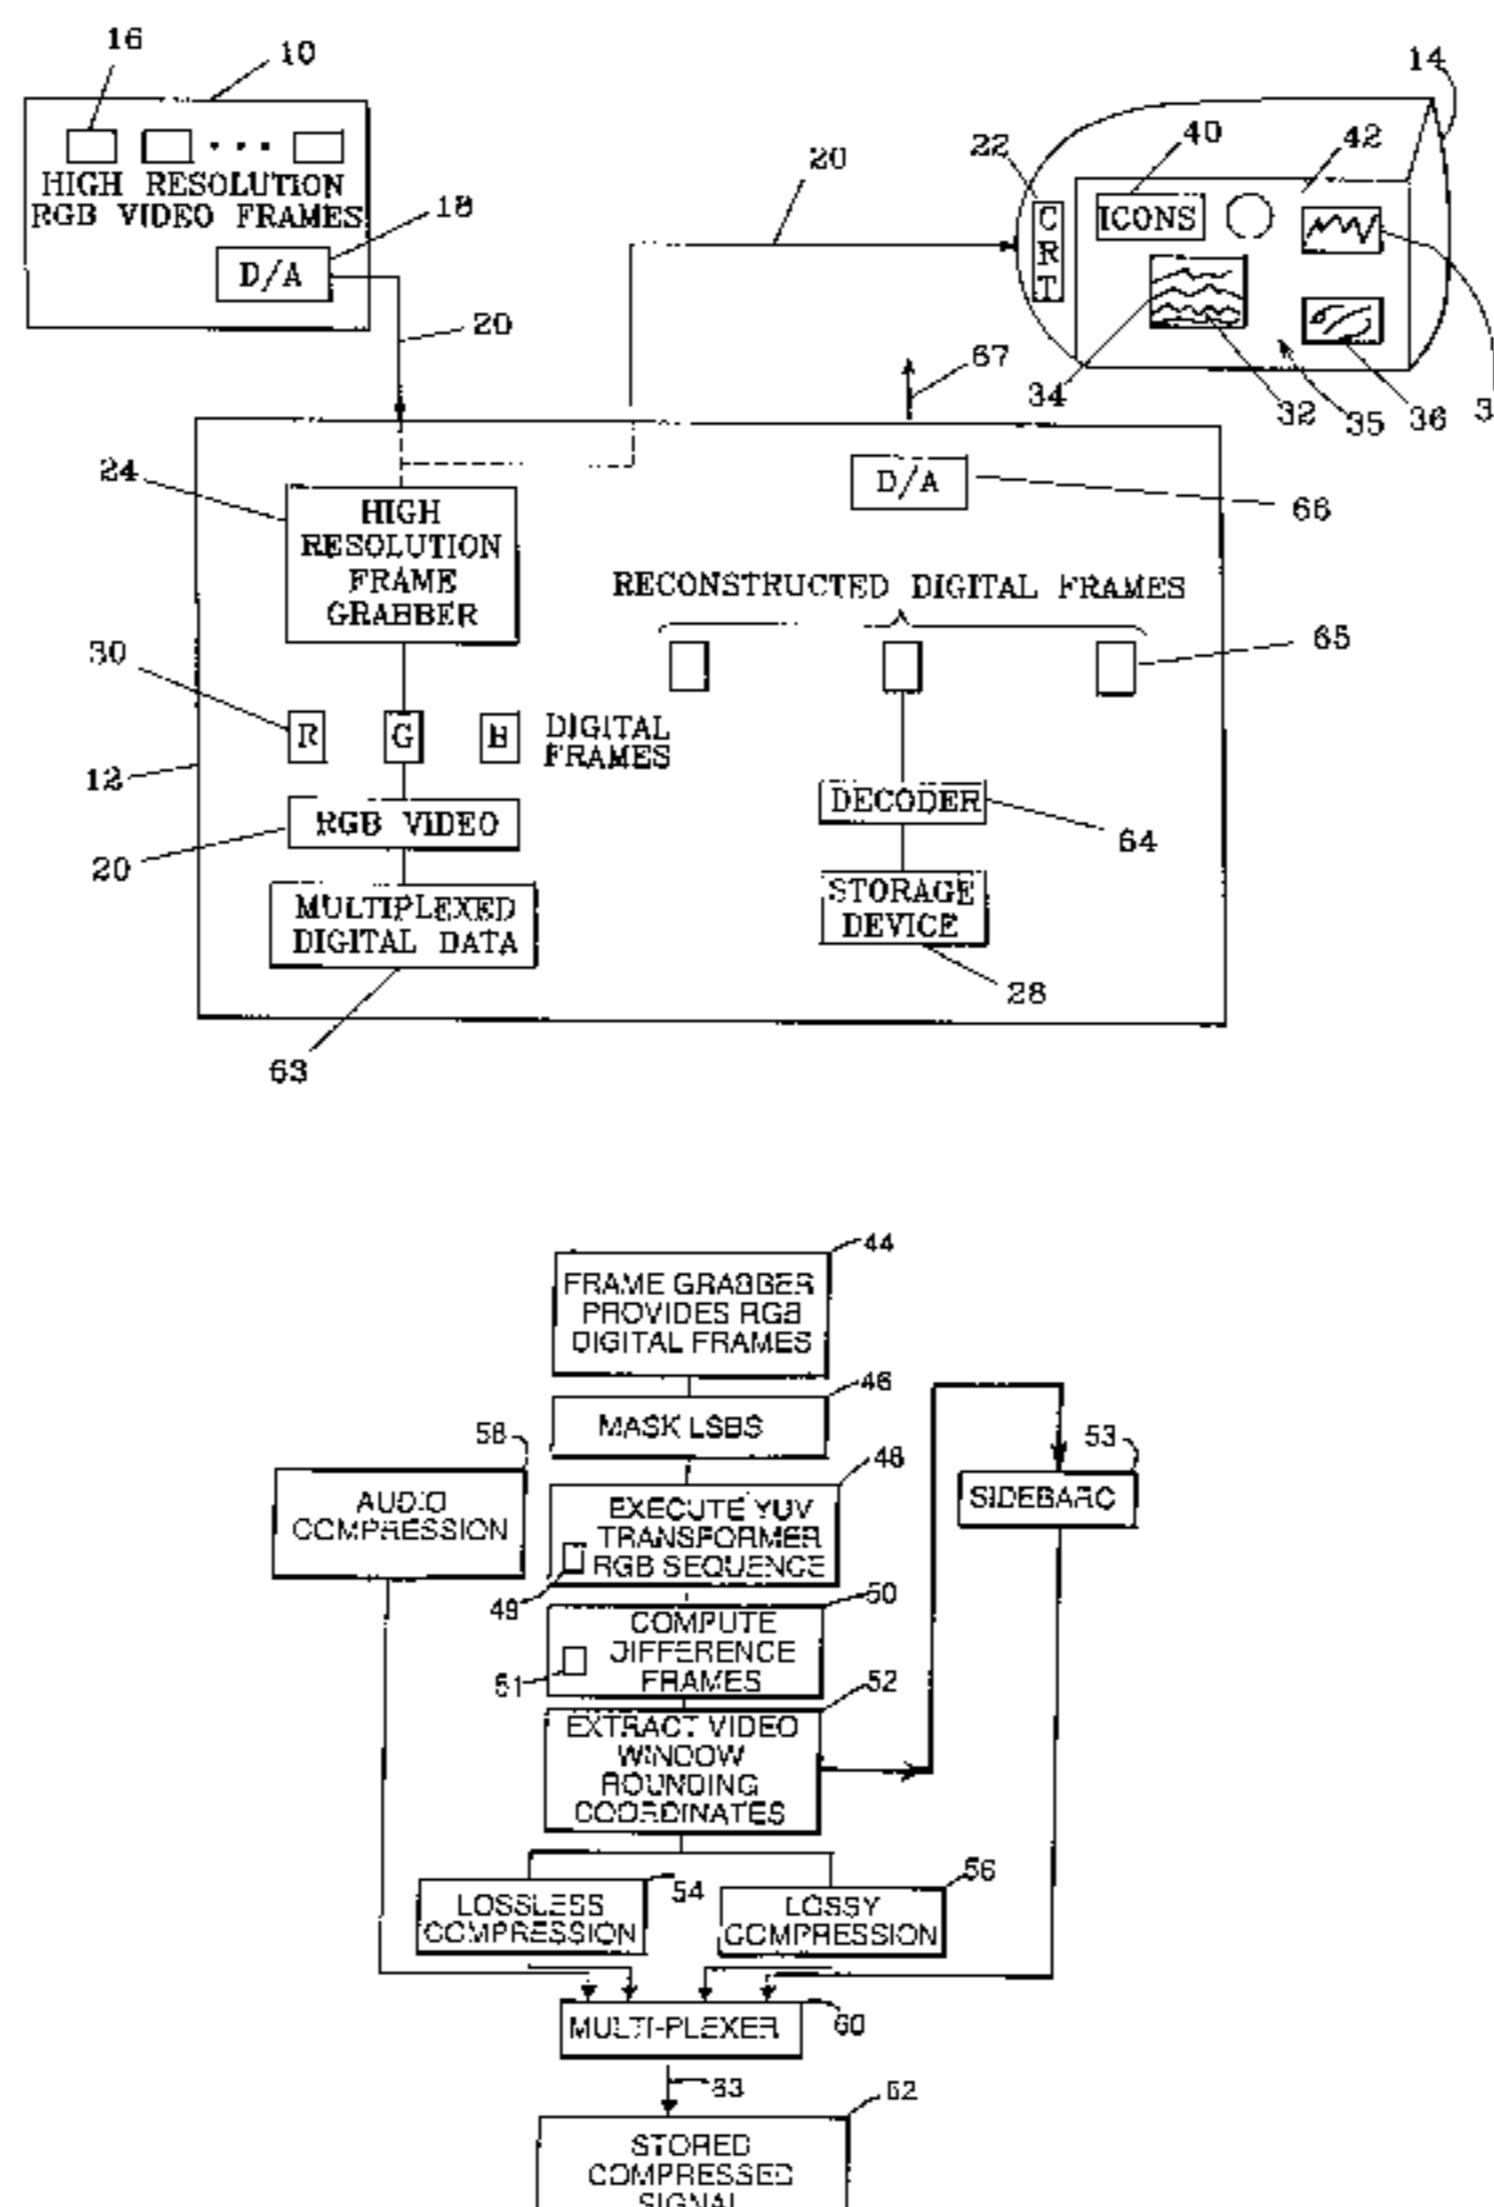 16
10
14
HIGH RESOLUTION
RGB VIDEO FRAMES
18
D/A
20
20
22
CRT
40
ICONS
42
34
32
35
36
67
24
HIGH
RESOLUTION
FRAME
GRABBER
D/A
66
RECONSTRUCTED DIGITAL FRAMES
65
30
R
G
DIGITAL
FRAMES
12
RGB VIDEO
20
DECODER
64
MULTIPLEXED
DIGITAL DATA
STORAGE
DEVICE
28
63
44
FRAME GRABBER
PROVIDES RGB
DIGITAL FRAMES
46
MASK LSBS
58
AUDIO
COMPRESSION
48
EXECUTE YUV
TRANSFORMER
RGB SEQUENCE
49
53
SIDEBARC
50
COMPUTE
DIFFERENCE
FRAMES
51
52
EXTRACT VIDEO
WINDOW
ROUNDING
COORDINATES
LOSSLESS
COMPRESSION
54
LOSSY
COMPRESSION
56
MULTI-PLEXER
60
63
62
STORED
COMPRESSED
SIGNAL